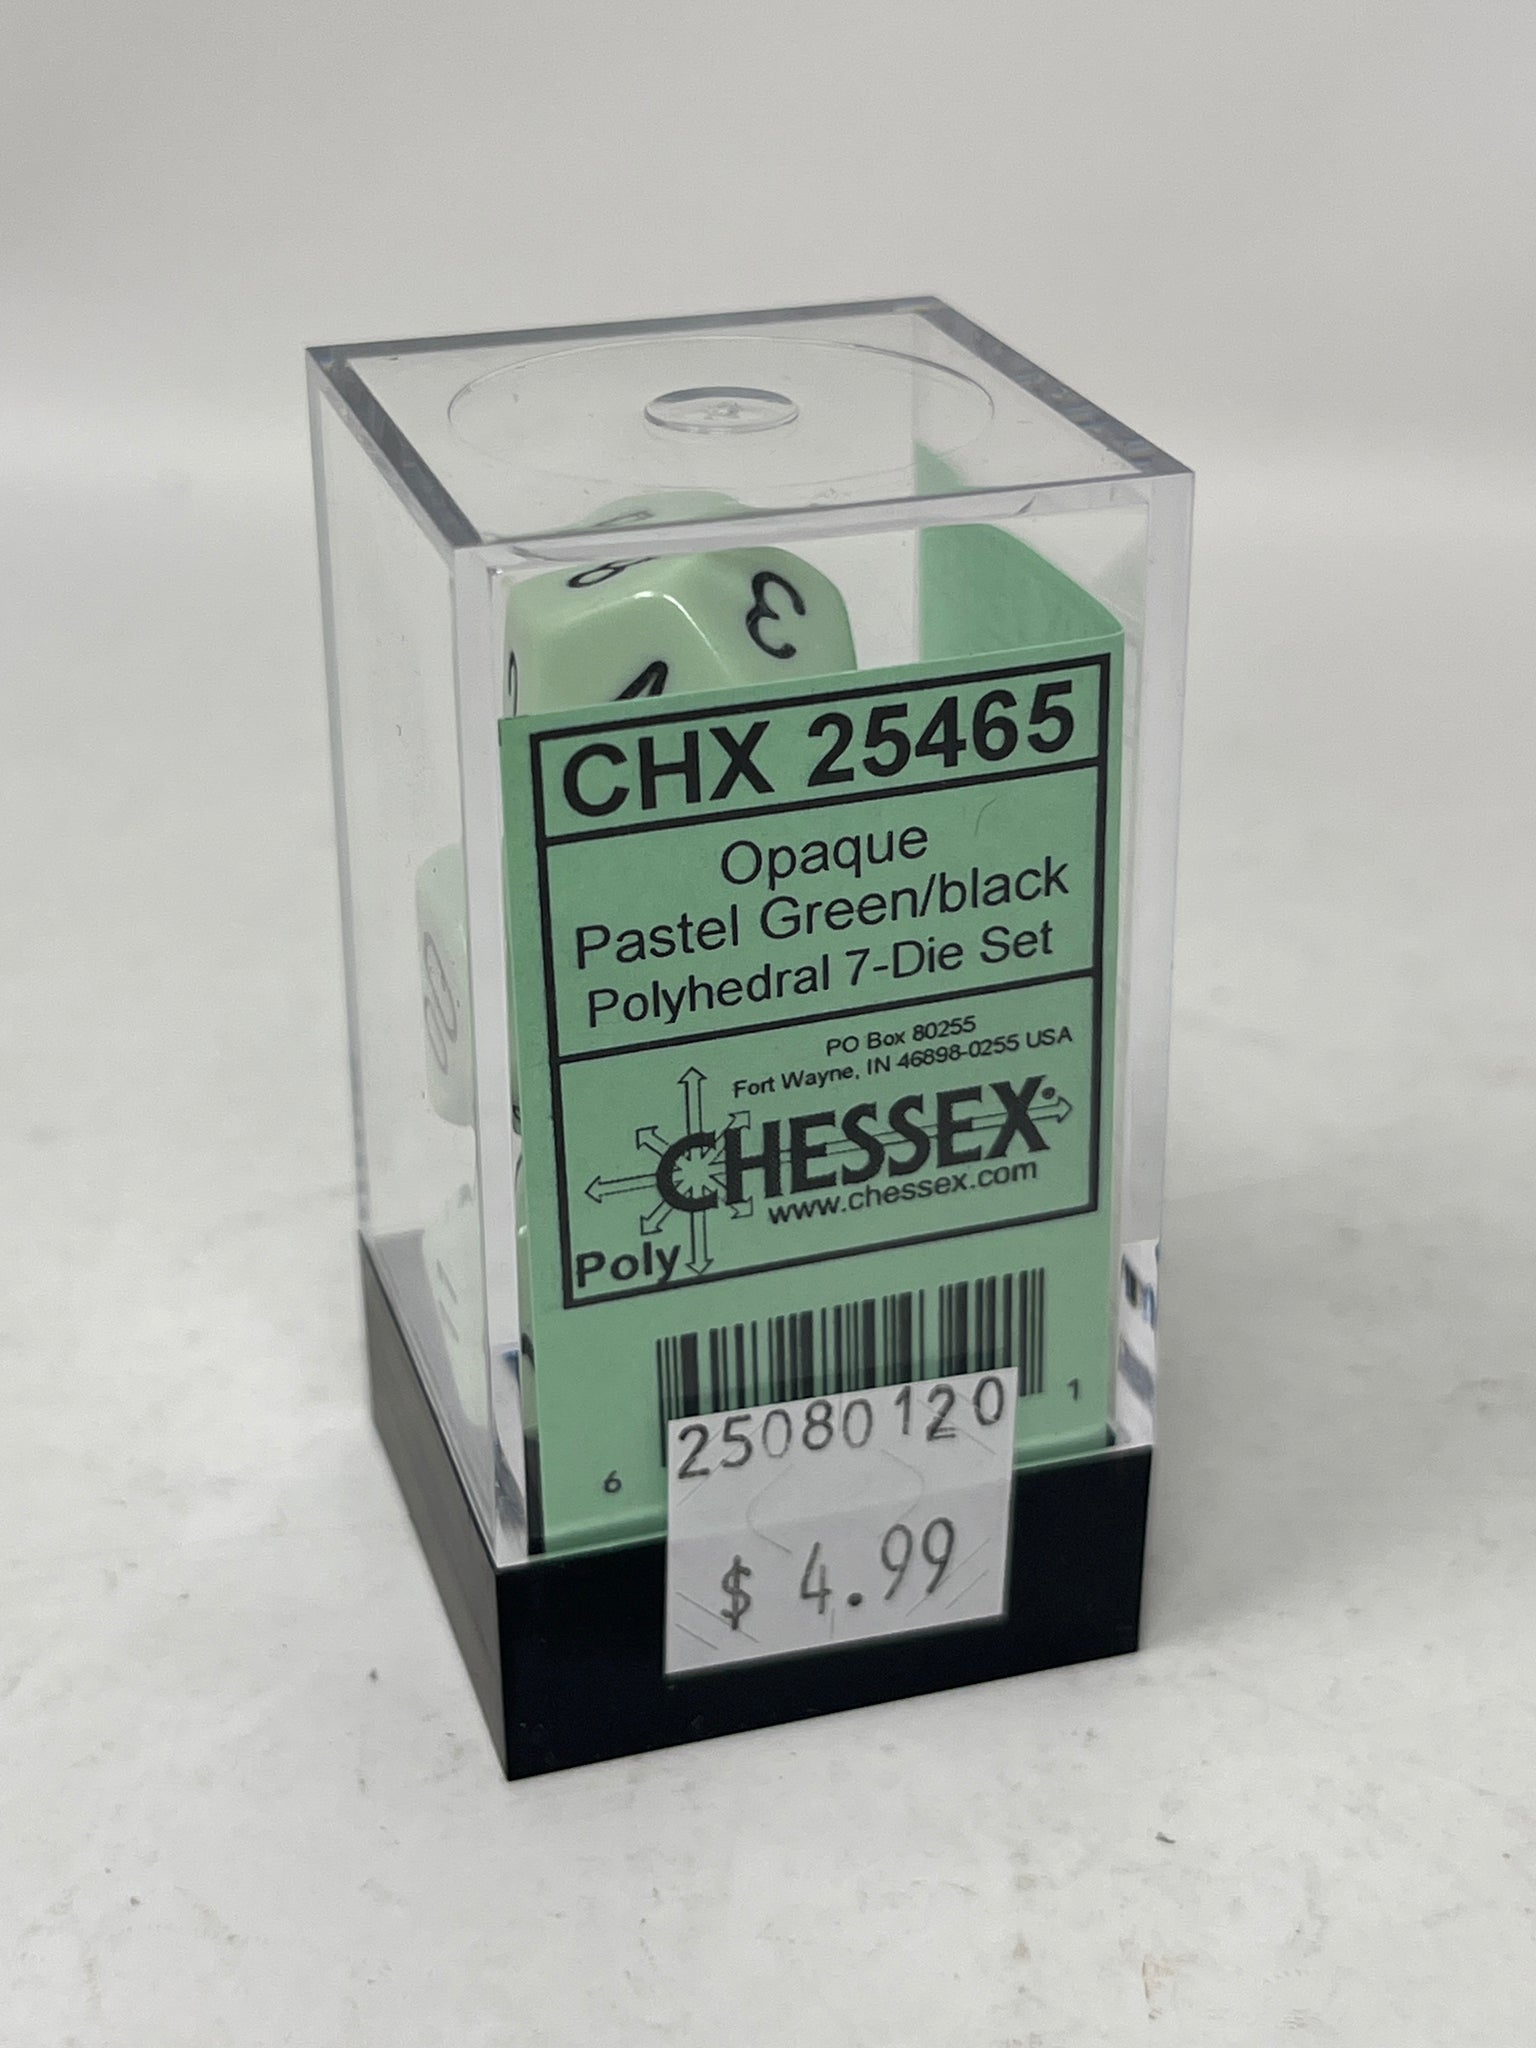 3
CHX 25465
Opaque
Pastel Green/black
Polyhedral 7-Die Set
PO Box 80255
Fort Wayne, IN 46898-0255 USA
CHESSEX®
www.chessex.com
Poly
6 1
25080120
$ 4.99